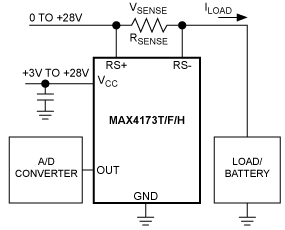 0 TO +28V
VSENSE
ILOAD
RSENSE
RS+
RS-
+3V TO +28V
VCC
MAX4173T/F/H
A/D
CONVERTER
OUT
LOAD/
BATTERY
GND